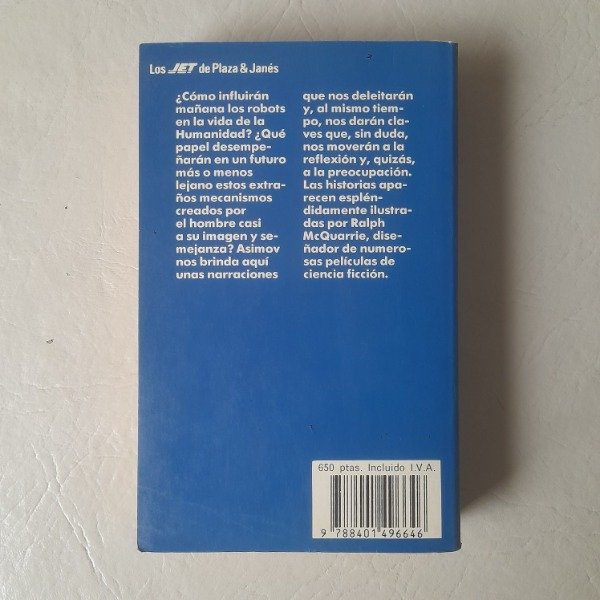 Los JET de Plaza & Janés
¿Cómo influirán
mañana los robots
en la vida de la
Humanidad? ¿Qué
papel desempe-
ñarán en un futuro
más o menos
lejano estos extra-
ños mecanismos
creados por
el hombre casi
a su imagen y se-
mejanza? Asimov
nos brinda aquí
unas narraciones
que nos deleitarán
y, al mismo tiem-
po, nos darán cla-
ves que, sin duda,
nos moverán a la
reflexión y, quizás,
a la preocupación.
Las historias apa-
recen esplén-
didamente ilustra-
das por Ralph
McQuarrie, dise-
ñador de numero-
sas películas de
ciencia ficción.
650 ptas. Incluido I.V.A.
9 788401 496646